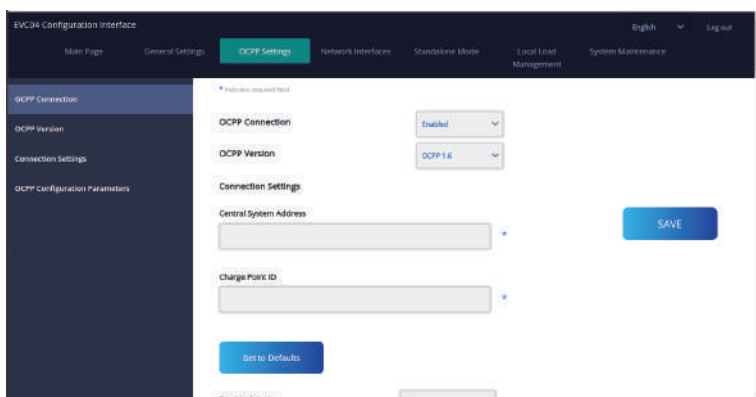 EVC04 Configuration Interface
English
Log out
Main Page
General Settings
OCPP Settings
Network Interfaces
Standalone Mode
Local Load
Management
System Maintenance
OCPP Connection
OCPP Version
Connection Settings
OCPP Configuration Parameters
* Indicates required field.
OCPP Connection
Enabled
OCPP Version
OCPP 1.6
Connection Settings
Central System Address
*
SAVE
Charge Point ID
*
Set to Defaults